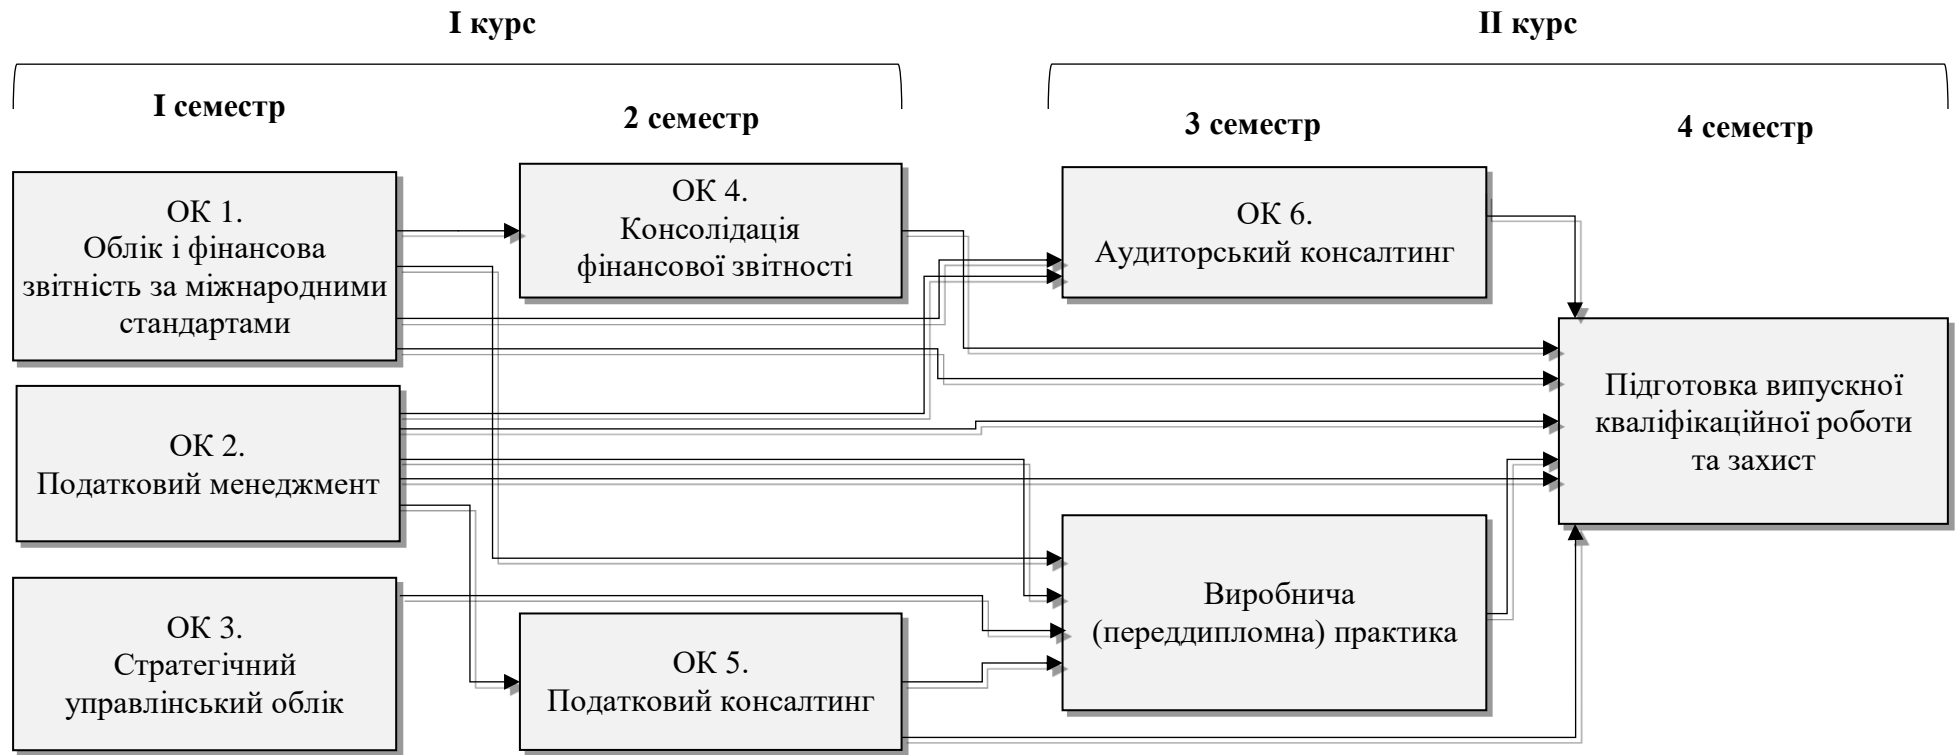 І курс
ІІ курс
І семестр
2 семестр
3 семестр
4 семестр
ОК 1.
Облік і фінансова
звітність за міжнародними
стандартами
ОК 4.
Консолідація
фінансової звітності
ОК 6.
Аудиторський консалтинг
ОК 2.
Податковий менеджмент
Підготовка випускної
кваліфікаційної роботи
та захист
ОК 3.
Стратегічний
управлінський облік
ОК 5.
Податковий консалтинг
Виробнича
(переддипломна) практика